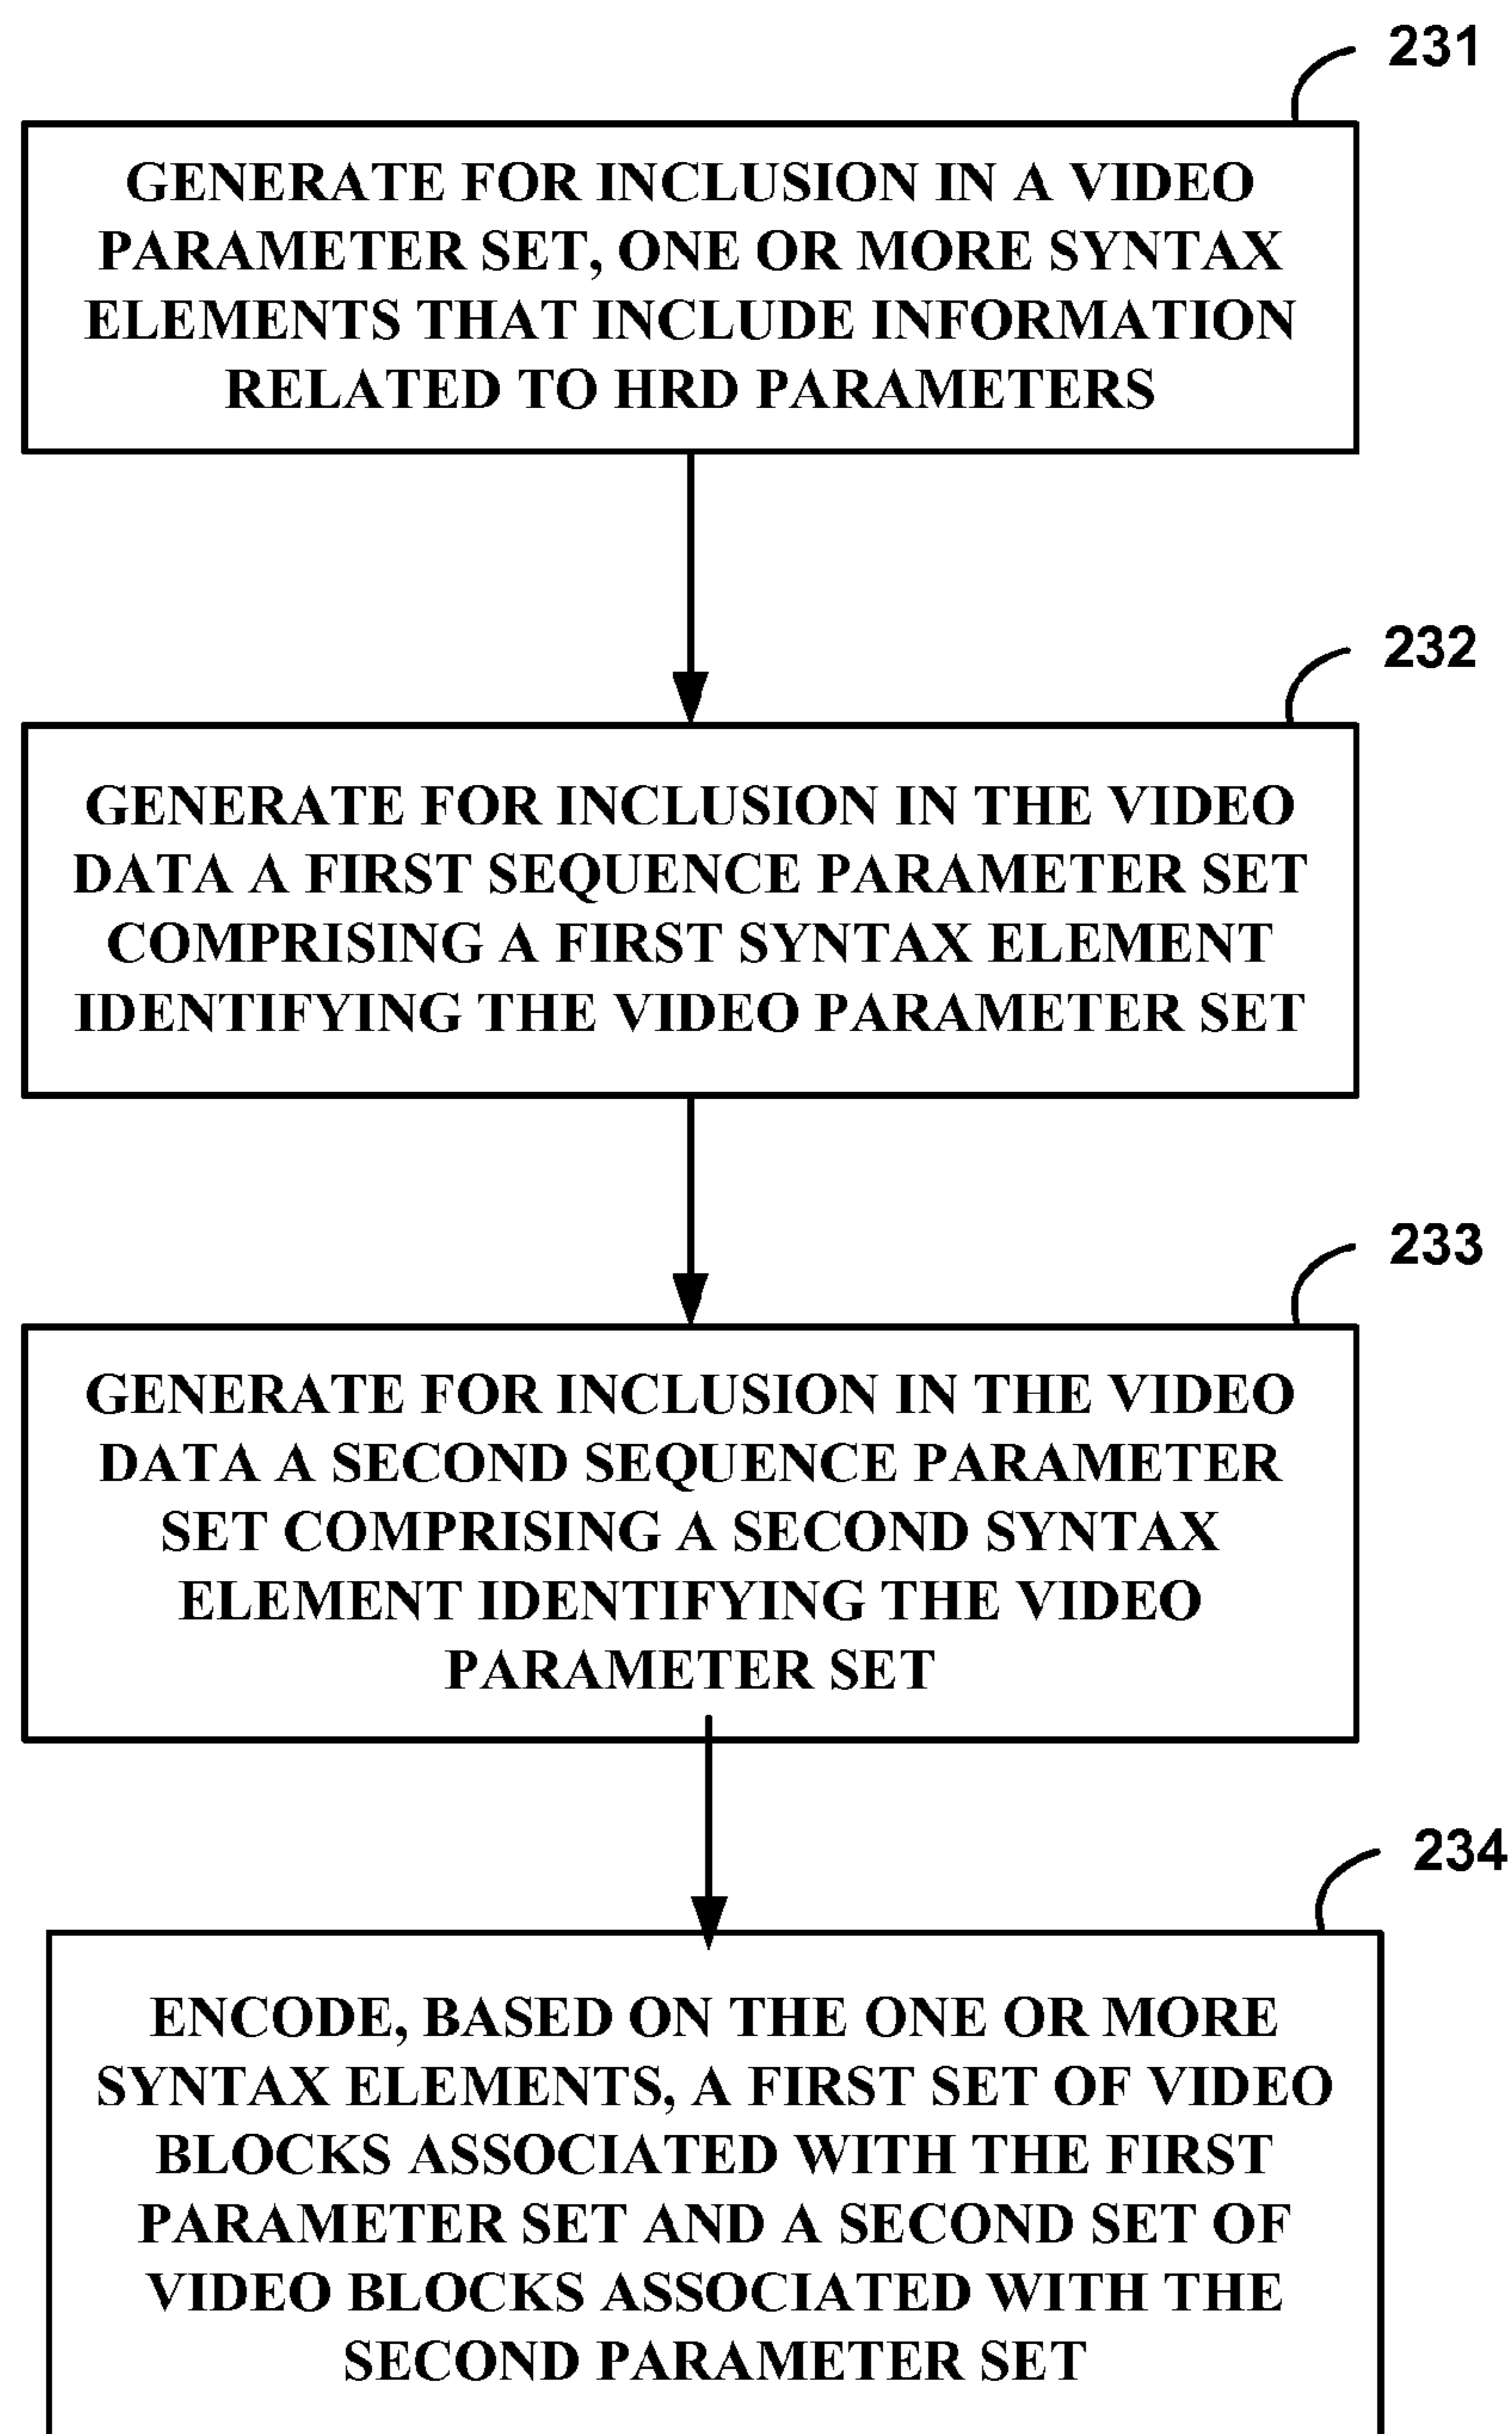 231
GENERATE FOR INCLUSION IN A VIDEO
PARAMETER SET, ONE OR MORE SYNTAX
ELEMENTS THAT INCLUDE INFORMATION
RELATED TO HRD PARAMETERS
232
GENERATE FOR INCLUSION IN THE VIDEO
DATA A FIRST SEQUENCE PARAMETER SET
COMPRISING A FIRST SYNTAX ELEMENT
IDENTIFYING THE VIDEO PARAMETER SET
233
GENERATE FOR INCLUSION IN THE VIDEO
DATA A SECOND SEQUENCE PARAMETER
SET COMPRISING A SECOND SYNTAX
ELEMENT IDENTIFYING THE VIDEO
PARAMETER SET
234
ENCODE, BASED ON THE ONE OR MORE
SYNTAX ELEMENTS, A FIRST SET OF VIDEO
BLOCKS ASSOCIATED WITH THE FIRST
PARAMETER SET AND A SECOND SET OF
VIDEO BLOCKS ASSOCIATED WITH THE
SECOND PARAMETER SET